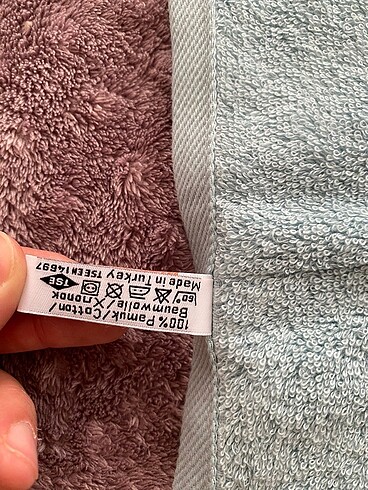 100% Pamuk/Cotton/
Baumwolle/Хлопок
60° TSE
Made in Turkey TSEEN14697